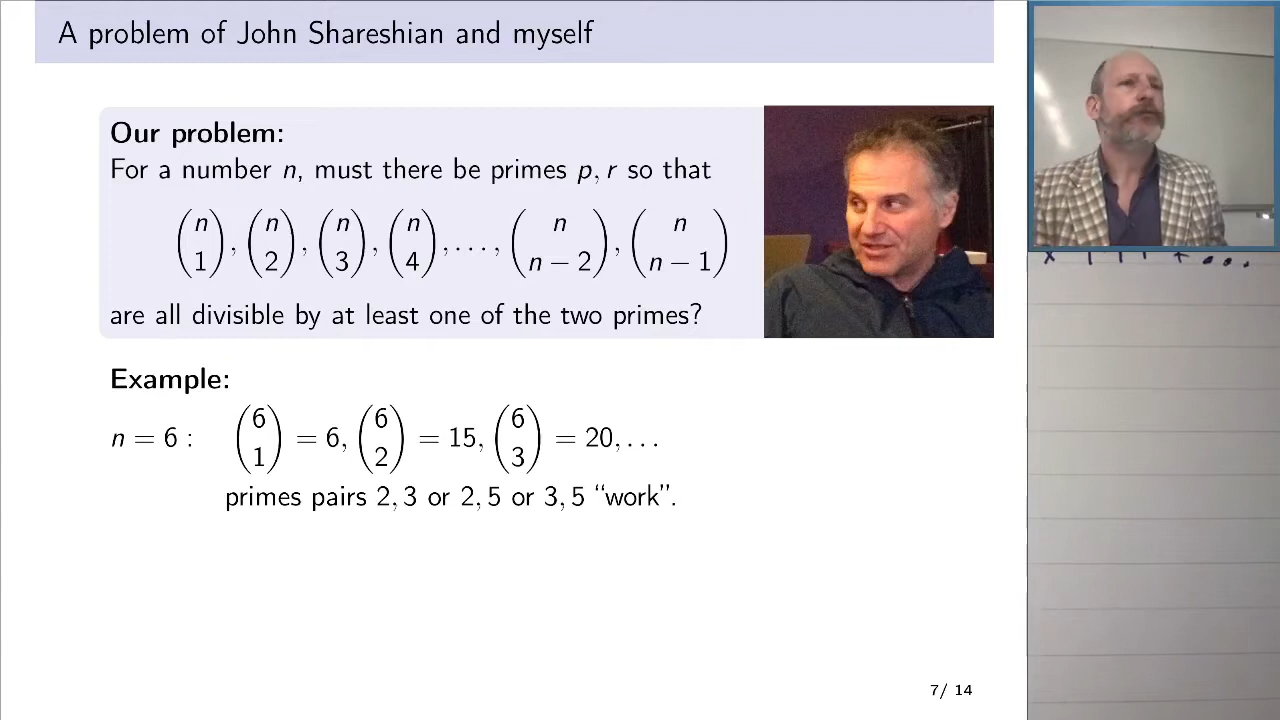 A problem of John Shareshian and myself
Our problem:
For a number n, must there be primes p, r so that
(n 1), (n 2), (n 3), (n 4), . . . , (n n − 2), (n n − 1)
are all divisible by at least one of the two primes?
Example:
n = 6 : (6 1) = 6, (6 2) = 15, (6 3) = 20, . . .
primes pairs 2, 3 or 2, 5 or 3, 5 “work”.
7/ 14